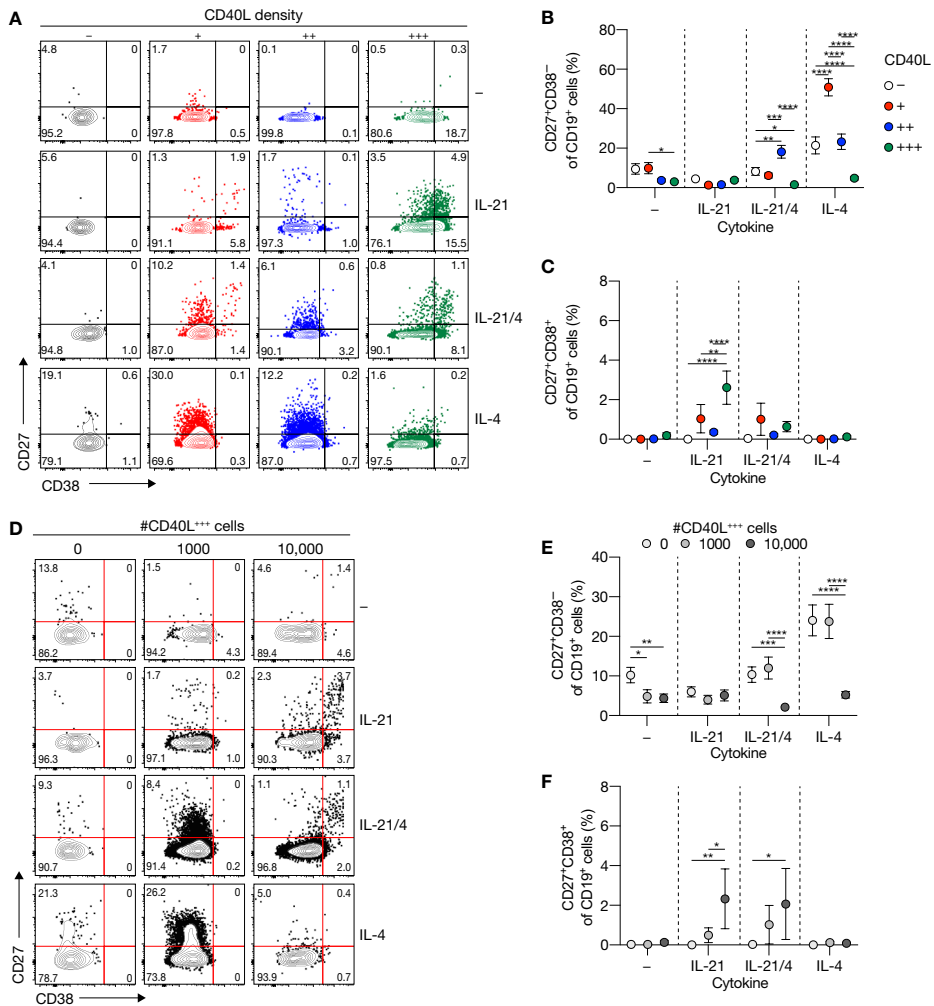 A
CD40L density
– + ++ +++
4.8 0 1.7 0 0.1 0 0.5 0.3
–
95.2 0 97.8 0.5 99.8 0.1 80.6 18.7
5.6 0 1.3 1.9 1.7 0.1 3.5 4.9
IL-21
94.4 0 91.1 5.8 97.3 1.0 76.1 15.5
4.1 0 10.2 1.4 6.1 0.6 0.8 1.1
IL-21/4
94.8 1.0 87.0 1.4 90.1 3.2 90.1 8.1
19.1 0.6 30.0 0.1 12.2 0.2 1.6 0.2
IL-4
79.1 1.1 69.6 0.3 87.0 0.7 97.5 0.7
CD27
CD38
B
CD27+CD38−
of CD19+ cells (%)
80
60
40
20
0
* ** * *** **** **** **** **** **** ****
– IL-21 IL-21/4 IL-4
Cytokine
CD40L
–
+
++
+++
C
CD27+CD38+
of CD19+ cells (%)
8
6
4
2
0
****
**
****
– IL-21 IL-21/4 IL-4
Cytokine
D
#CD40L+++ cells
0 1000 10,000
13.8 0 1.5 0 4.6 1.4
–
86.2 0 94.2 4.3 89.4 4.6
3.7 0 1.7 0.2 2.3 3.7
IL-21
96.3 0 97.1 1.0 90.3 3.7
9.3 0 8.4 0 1.1 1.1
IL-21/4
90.7 0 91.4 0.2 96.8 2.0
21.3 0 26.2 0 5.0 0.4
IL-4
78.7 0 73.8 0 93.9 0.7
CD27
CD38
E
#CD40L+++ cells
0 1000 10,000
CD27+CD38−
of CD19+ cells (%)
40
30
20
10
0
** * **** *** **** ****
– IL-21 IL-21/4 IL-4
Cytokine
F
CD27+CD38+
of CD19+ cells (%)
8
6
4
2
0
* ** *
– IL-21 IL-21/4 IL-4
Cytokine